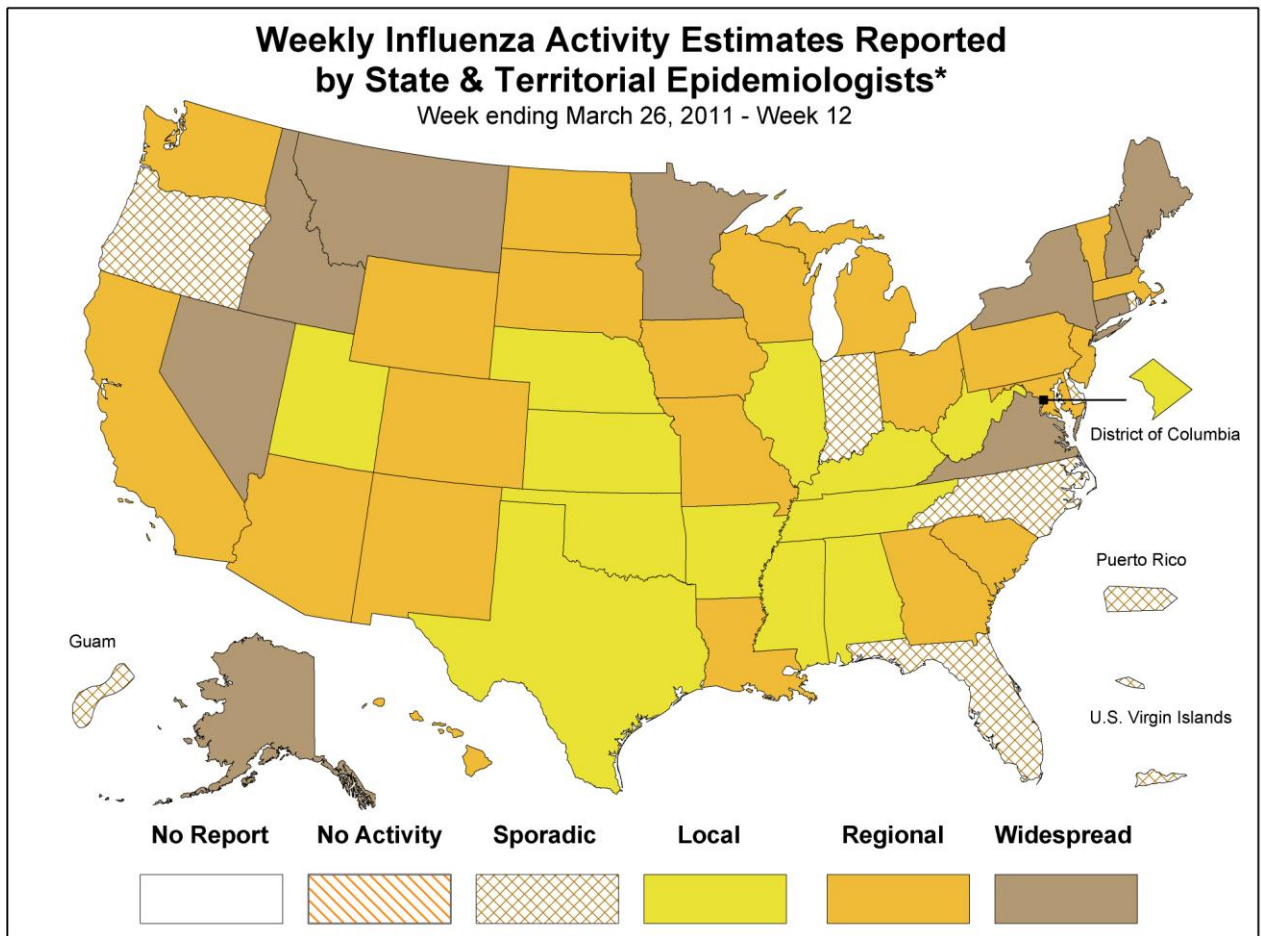 Weekly Influenza Activity Estimates Reported
by State & Territorial Epidemiologists*
Week ending March 26, 2011 - Week 12
District of Columbia
Puerto Rico
Guam
U.S. Virgin Islands
No Report
No Activity
Sporadic
Local
Regional
Widespread